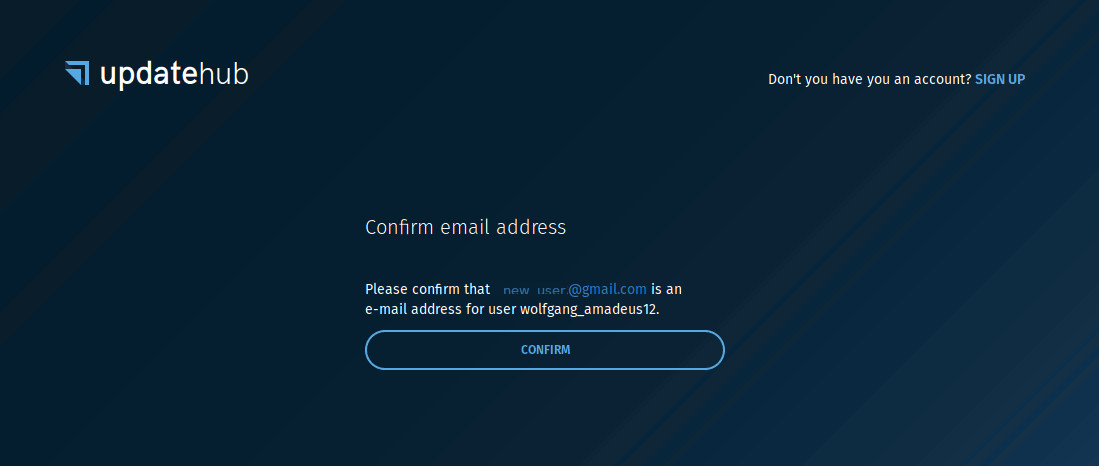 updatehub
Don't you have you an account? SIGN UP
Confirm email address
Please confirm that new_user@gmail.com is an
e-mail address for user wolfgang_amadeus12.
CONFIRM